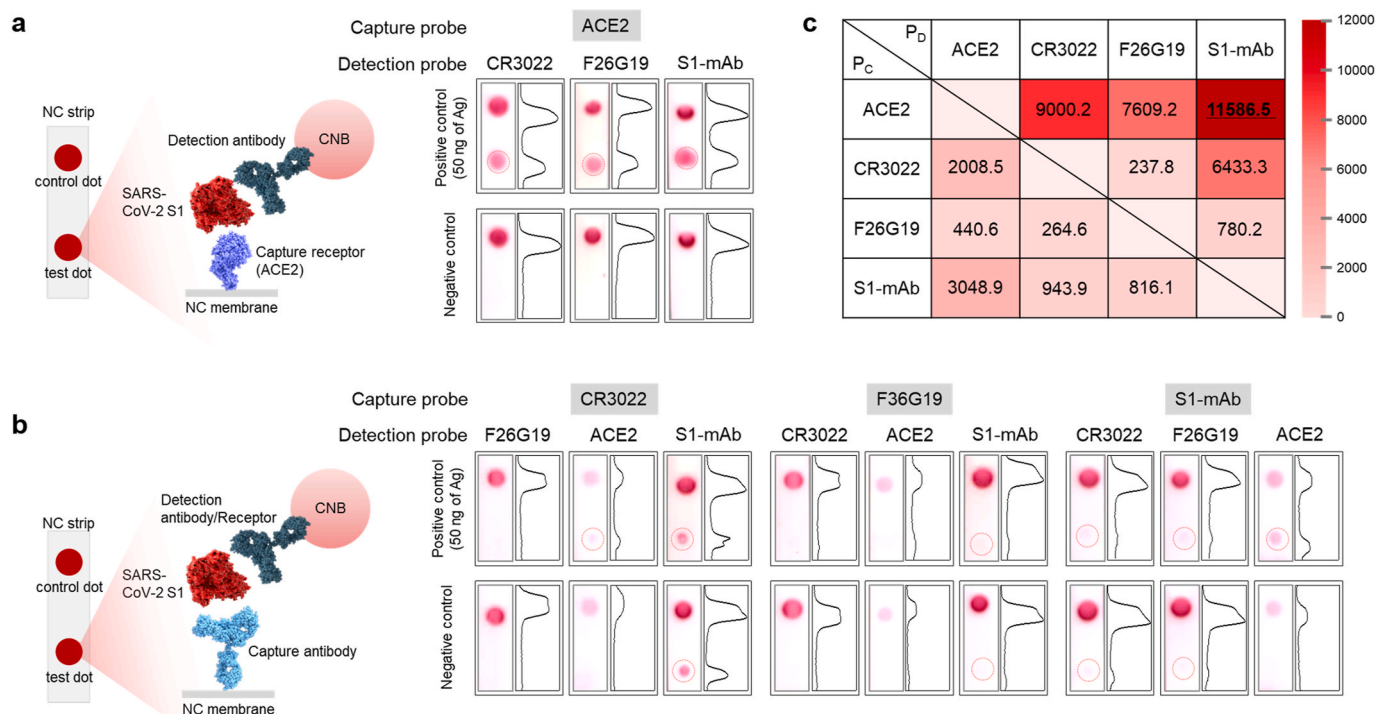 a
Capture probe
ACE2
Detection probe
CR3022
F26G19
S1-mAb
NC strip
control dot
test dot
Detection antibody
CNB
SARS-
CoV-2 S1
Capture receptor
(ACE2)
NC membrane
Positive control
(50 ng of Ag)
Negative control
c
P_D
P_C
ACE2
CR3022
F26G19
S1-mAb
ACE2
9000.2
7609.2
11586.5
CR3022
2008.5
237.8
6433.3
F26G19
440.6
264.6
780.2
S1-mAb
3048.9
943.9
816.1
12000
10000
8000
6000
4000
2000
0
b
Capture probe
CR3022
F36G19
S1-mAb
Detection probe
F26G19
ACE2
S1-mAb
CR3022
ACE2
S1-mAb
CR3022
F26G19
ACE2
NC strip
control dot
test dot
Detection
antibody/Receptor
CNB
SARS-
CoV-2 S1
Capture antibody
NC membrane
Positive control
(50 ng of Ag)
Negative control